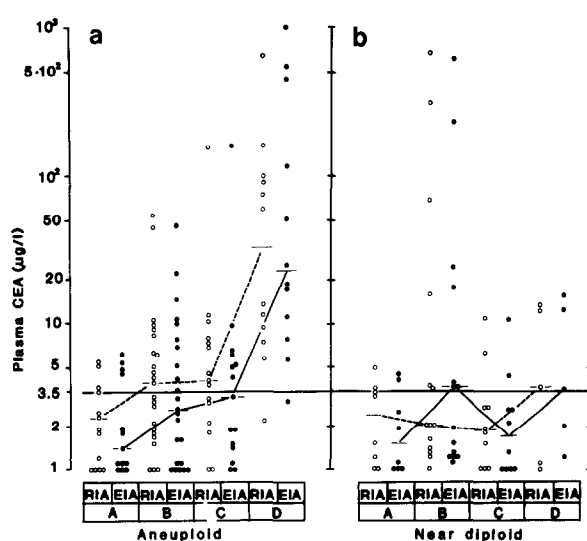 a
b
Plasma CEA (µg/l)
10³
5·10²
10²
50
20
10
5
3.5
2
1
RIA EIA RIA EIA RIA EIA RIA EIA
A B C D
Aneuploid
RIA EIA RIA EIA RIA EIA RIA EIA
A B C D
Near diploid